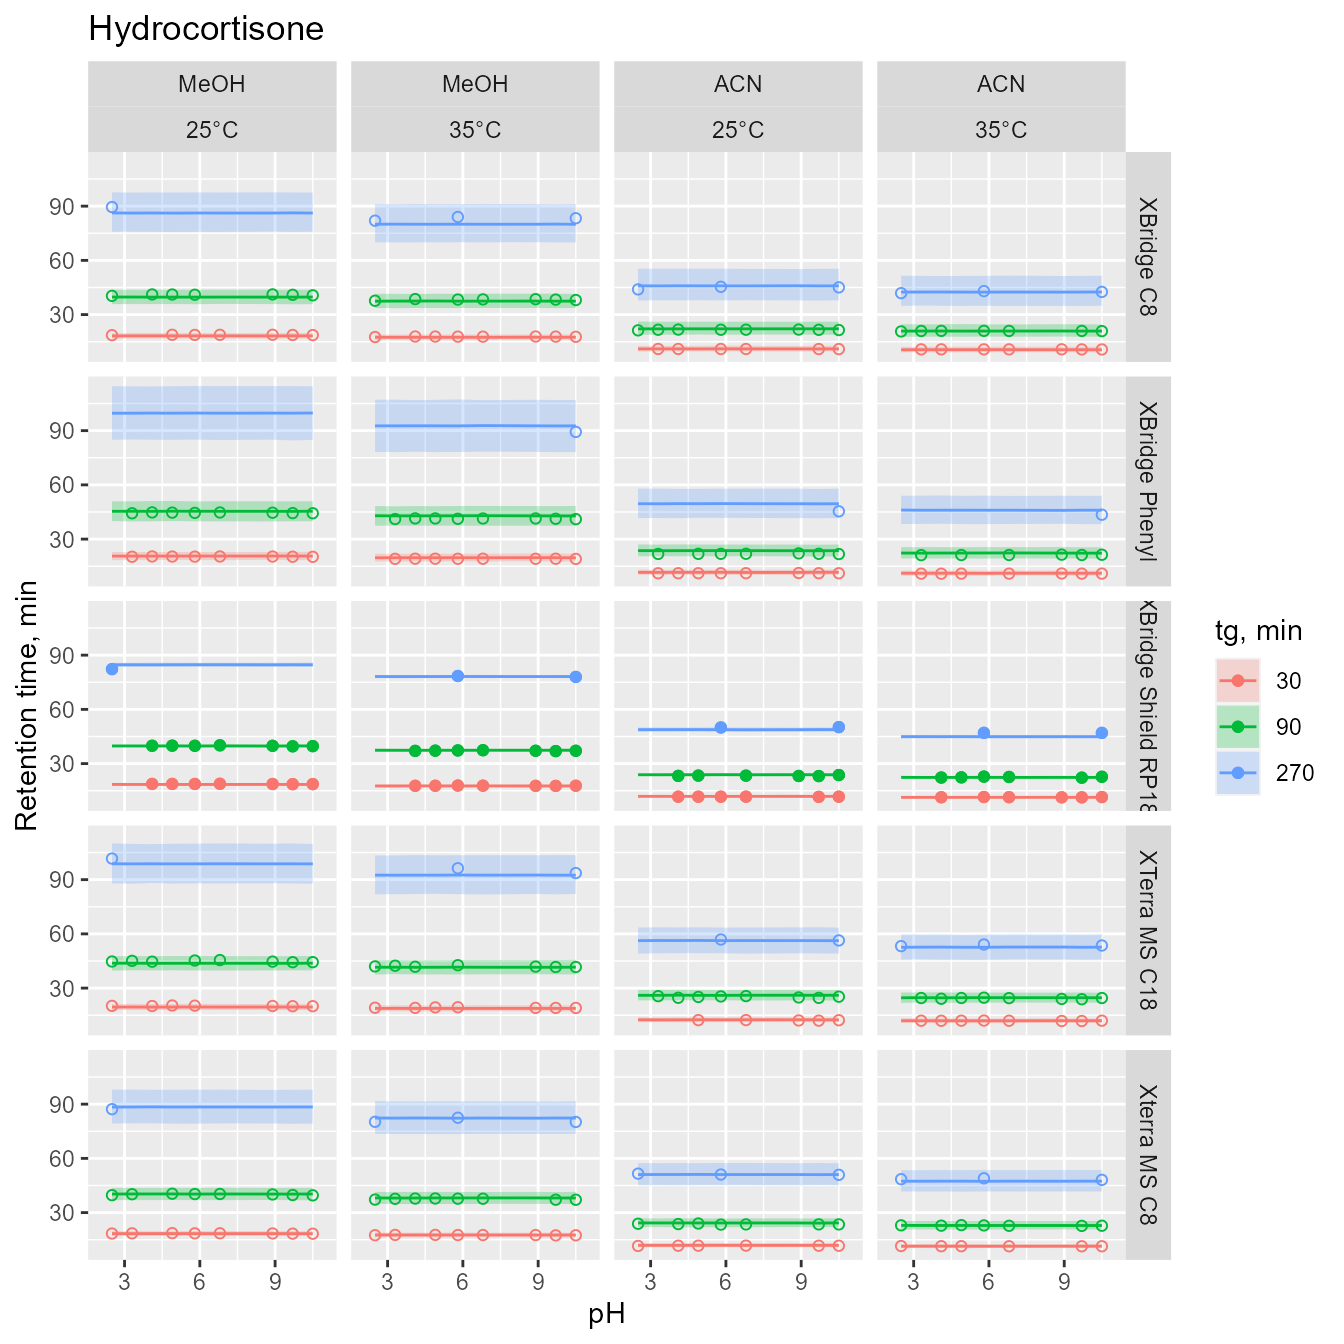 Hydrocortisone
MeOH MeOH ACN ACN
25°C 35°C 25°C 35°C
90
60
30
XBridge C8
90
60
30
XBridge Phenyl
90
60
30
XBridge Shield RP18
90
60
30
XTerra MS C18
90
60
30
Xterra MS C8
3 6 9 3 6 9 3 6 9 3 6 9
pH
Retention time, min
tg, min
30
90
270